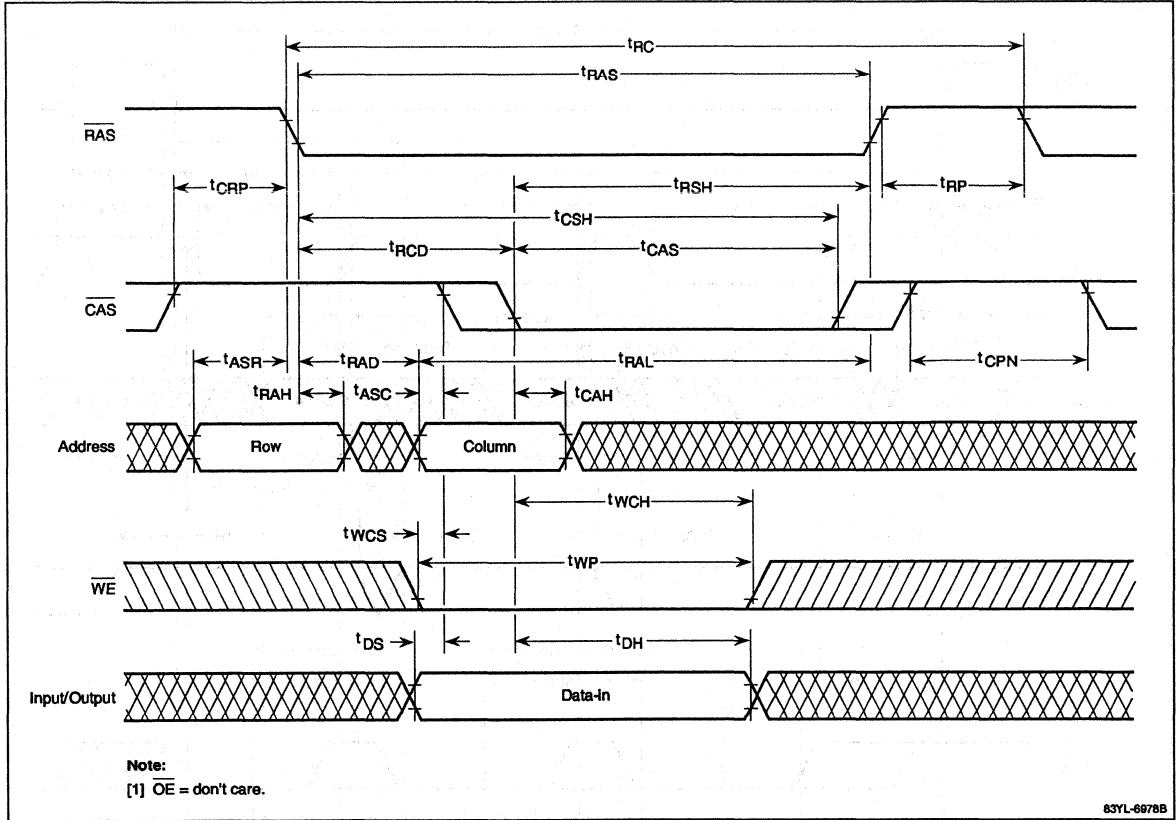 tRC
tRAS
RAS
tCRP
tRSH
tRP
tCSH
tRCD
tCAS
CAS
tASR
tRAD
tRAL
tCPN
tRAH
tASC
tCAH
Address
Row
Column
tWCH
tWCS
tWP
WE
tDS
tDH
Input/Output
Data-in
Note:
[1] OE = don't care.
83YL-6978B